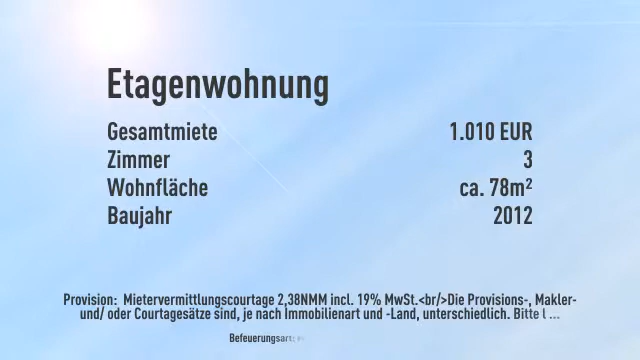 Etagenwohnung
Gesamtmiete 1.010 EUR
Zimmer 3
Wohnfläche ca. 78m²
Baujahr 2012
Provision: Mietervermittlungscourtage 2,38NMM incl. 19% MwSt.<br/>Die Provisions-, Makler-
und/ oder Courtagesätze sind, je nach Immobilienart und -Land, unterschiedlich. Bitte l ...
Befeuerungsart: